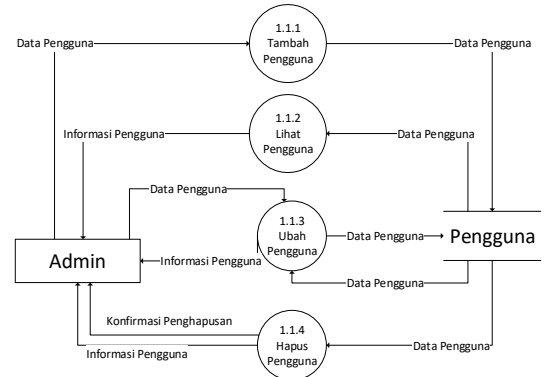 Data Pengguna
1.1.1
Tambah
Pengguna
Data Pengguna
Informasi Pengguna
1.1.2
Lihat
Pengguna
Data Pengguna
Data Pengguna
1.1.3
Ubah
Pengguna
Data Pengguna
Pengguna
Admin
Informasi Pengguna
Data Pengguna
Konfirmasi Penghapusan
1.1.4
Hapus
Pengguna
Informasi Pengguna
Data Pengguna